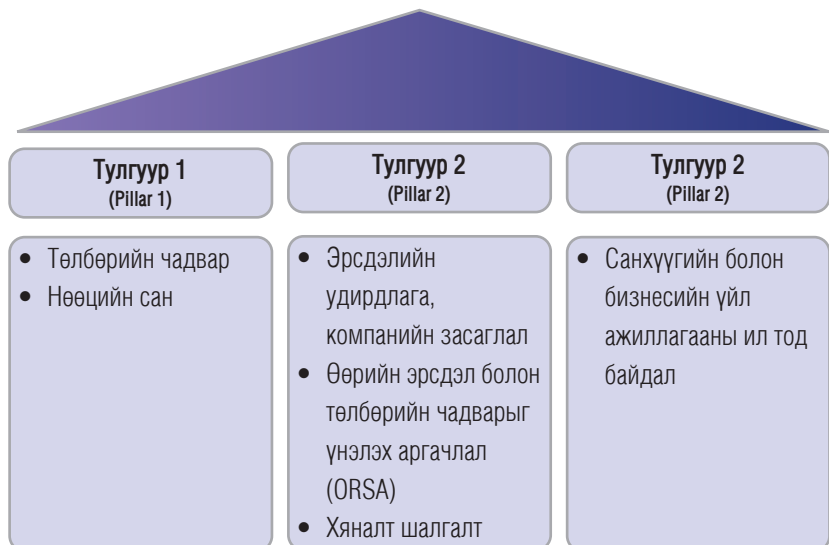 Тулгуур 1
(Pillar 1)
• Төлбөрийн чадвар
• Нөөцийн сан
Тулгуур 2
(Pillar 2)
• Эрсдэлийн
удирдлага,
компанийн засаглал
• Өөрийн эрсдэл болон
төлбөрийн чадварыг
үнэлэх аргачлал
(ORSA)
• Хяналт шалгалт
Тулгуур 2
(Pillar 2)
• Санхүүгийн болон
бизнесийн үйл
ажиллагааны ил тод
байдал